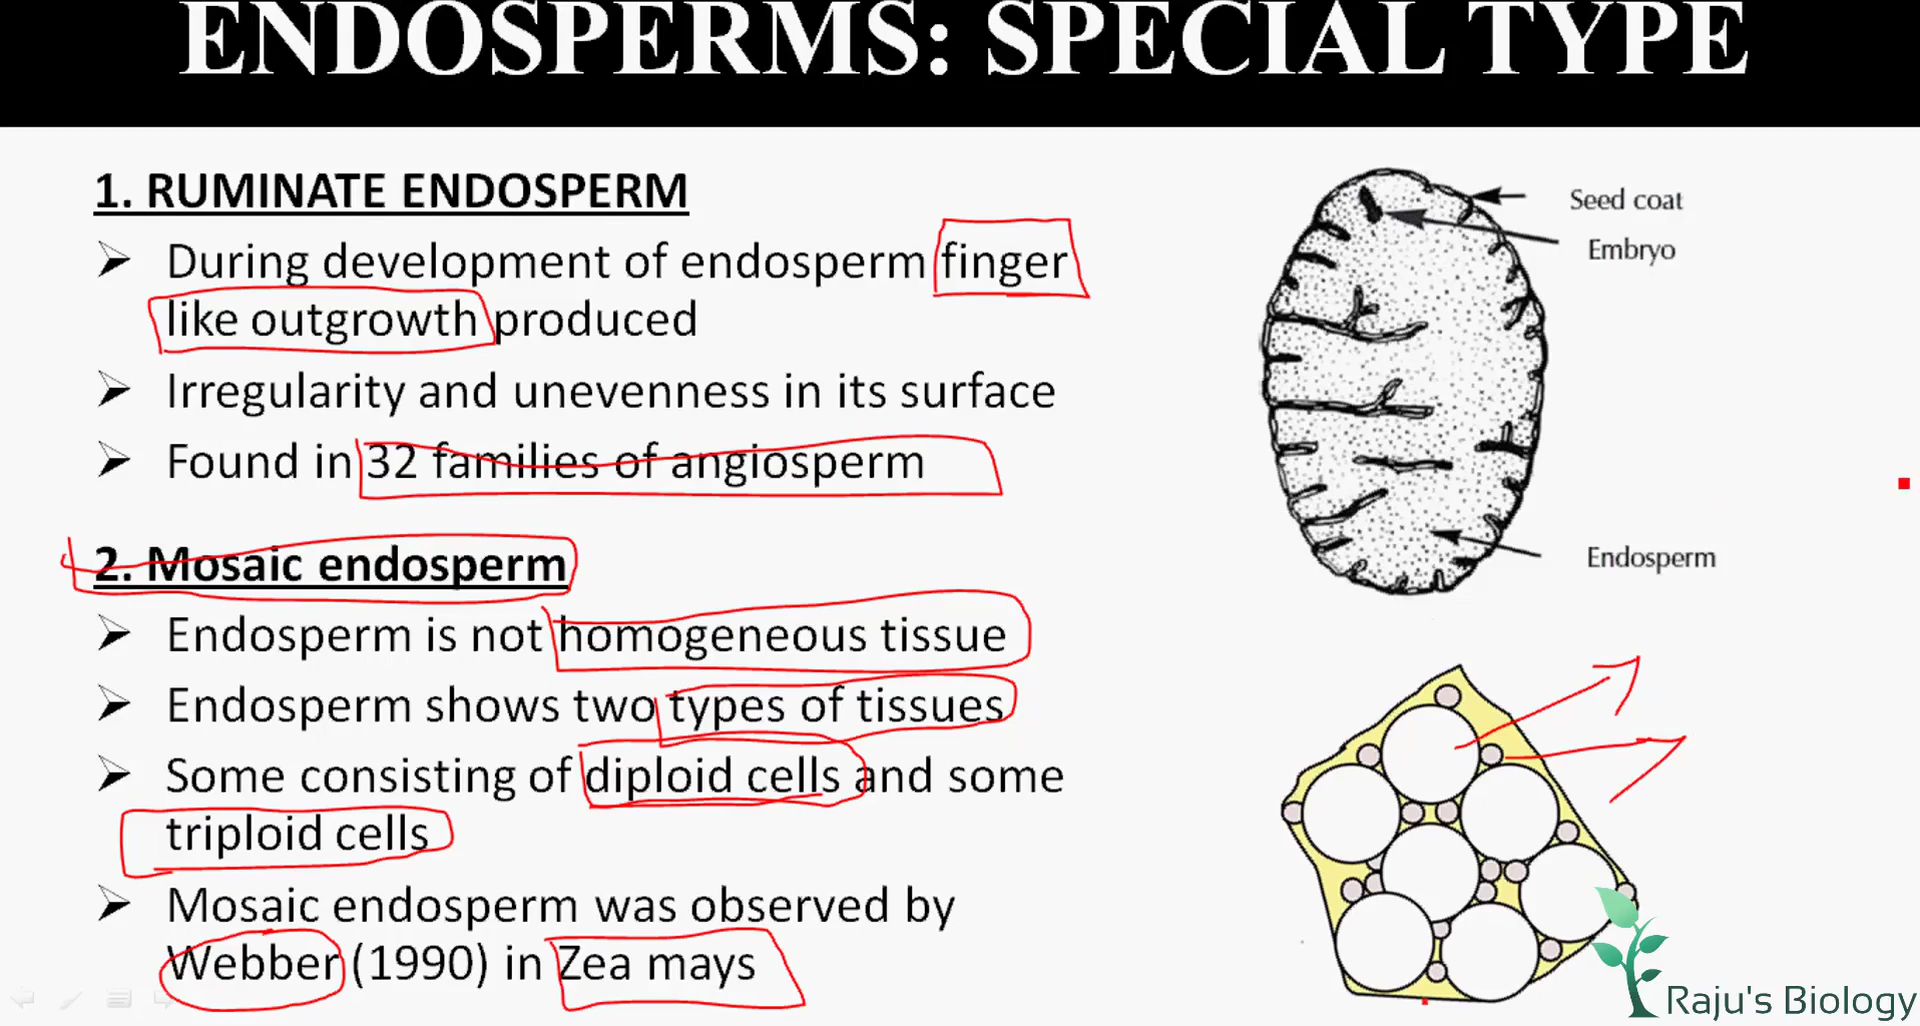 ENDOSPERMS: SPECIAL TYPE
1. RUMINATE ENDOSPERM
➢ During development of endosperm finger
like outgrowth produced
➢ Irregularity and unevenness in its surface
➢ Found in 32 families of angiosperm
2. Mosaic endosperm
➢ Endosperm is not homogeneous tissue
➢ Endosperm shows two types of tissues
➢ Some consisting of diploid cells and some
triploid cells
➢ Mosaic endosperm was observed by
Webber (1990) in Zea mays
Seed coat
Embryo
Endosperm
Raju's Biology